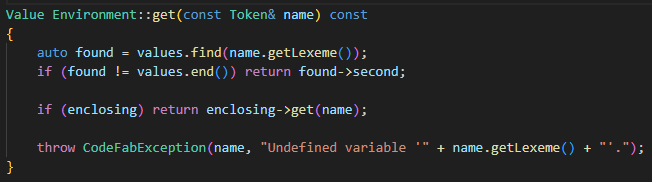 Value Environment::get(const Token& name) const
{
    auto found = values.find(name.getLexeme());
    if (found != values.end()) return found->second;
    if (enclosing) return enclosing->get(name);
    throw CodeFabException(name, "Undefined variable '" + name.getLexeme() + "'.");
}